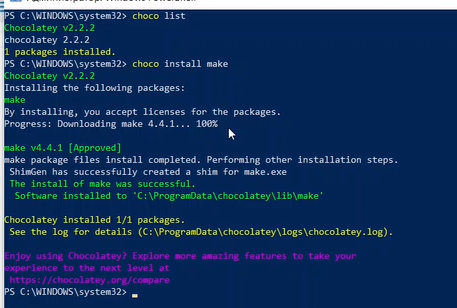 PS C:\WINDOWS\system32> choco list
Chocolatey v2.2.2
chocolatey 2.2.2
1 packages installed.
PS C:\WINDOWS\system32> choco install make
Chocolatey v2.2.2
Installing the following packages:
make
By installing, you accept licenses for the packages.
Progress: Downloading make 4.4.1... 100%
make v4.4.1 [Approved]
make package files install completed. Performing other installation steps.
ShimGen has successfully created a shim for make.exe
The install of make was successful.
Software installed to 'C:\ProgramData\chocolatey\lib\make'
Chocolatey installed 1/1 packages.
See the log for details (C:\ProgramData\chocolatey\logs\chocolatey.log).
Enjoy using Chocolatey? Explore more amazing features to take your
experience to the next level at
https://chocolatey.org/compare
PS C:\WINDOWS\system32>